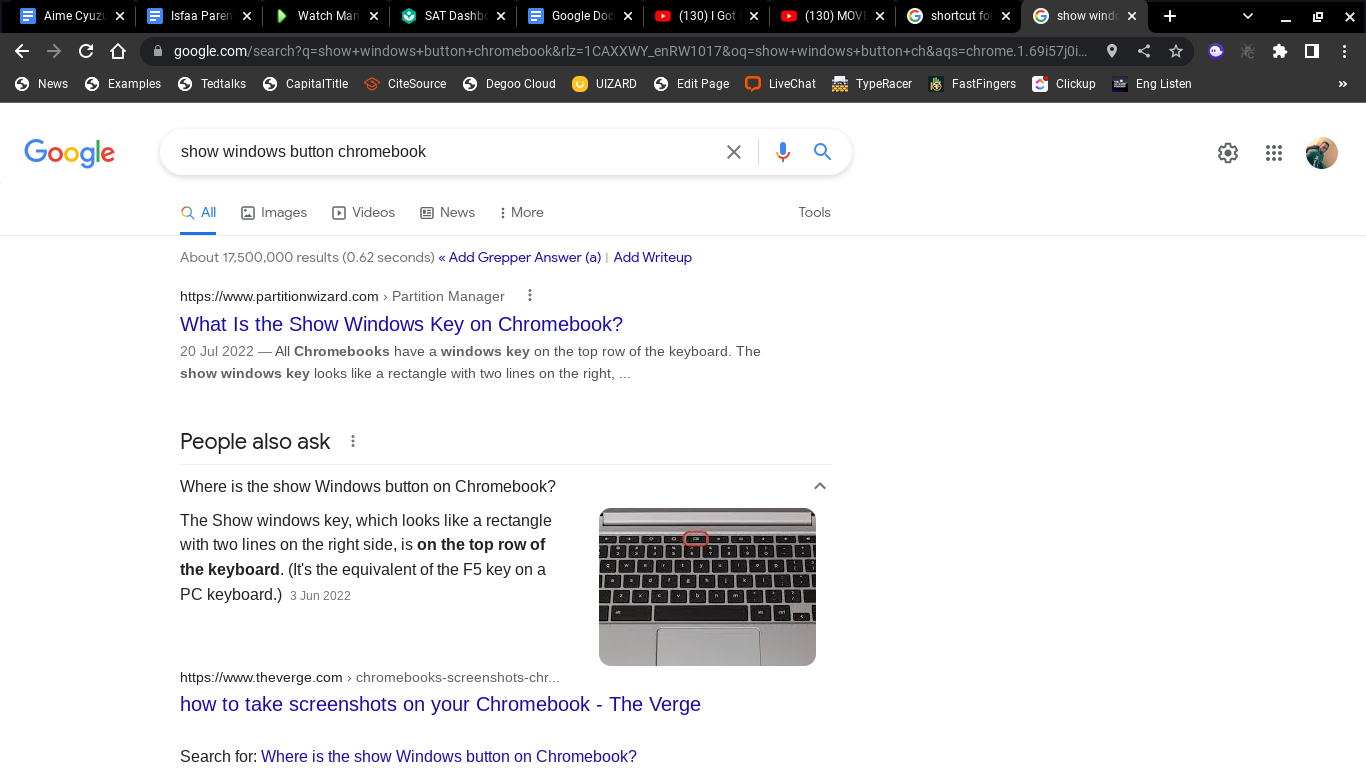 Aime Cyuzu
Isfaa Paren
Watch Man
SAT Dashbo
Google Doc
(130) I Got
(130) MOVE
shortcut for
show windo
google.com/search?q=show+windows+button+chromebook&rlz=1CAXXWY_enRW1017&oq=show+windows+button+ch&aqs=chrome.1.69i57j0i...
News
Examples
Tedtalks
CapitalTitle
CiteSource
Degoo Cloud
UIZARD
Edit Page
LiveChat
TypeRacer
FastFingers
Clickup
Eng Listen
»
Google
show windows button chromebook
All
Images
Videos
News
More
Tools
About 17,500,000 results (0.62 seconds) « Add Grepper Answer (a) | Add Writeup
https://www.partitionwizard.com › Partition Manager
What Is the Show Windows Key on Chromebook?
20 Jul 2022 — All Chromebooks have a windows key on the top row of the keyboard. The
show windows key looks like a rectangle with two lines on the right, ...
People also ask
Where is the show Windows button on Chromebook?
The Show windows key, which looks like a rectangle
with two lines on the right side, is on the top row of
the keyboard. (It's the equivalent of the F5 key on a
PC keyboard.) 3 Jun 2022
https://www.theverge.com › chromebooks-screenshots-chr...
how to take screenshots on your Chromebook - The Verge
Search for: Where is the show Windows button on Chromebook?